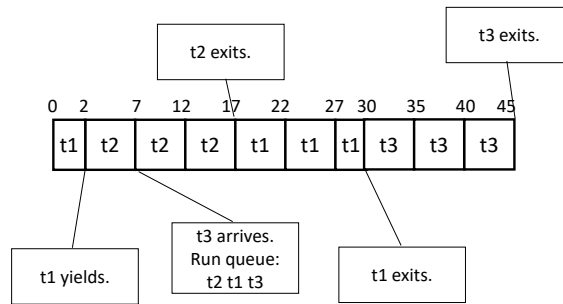 t3 exits.
t2 exits.
0 2 7 12 17 22 27 30 35 40 45
t1 t2 t2 t2 t1 t1 t1 t3 t3 t3
t1 yields.
t3 arrives.
Run queue:
t2 t1 t3
t1 exits.